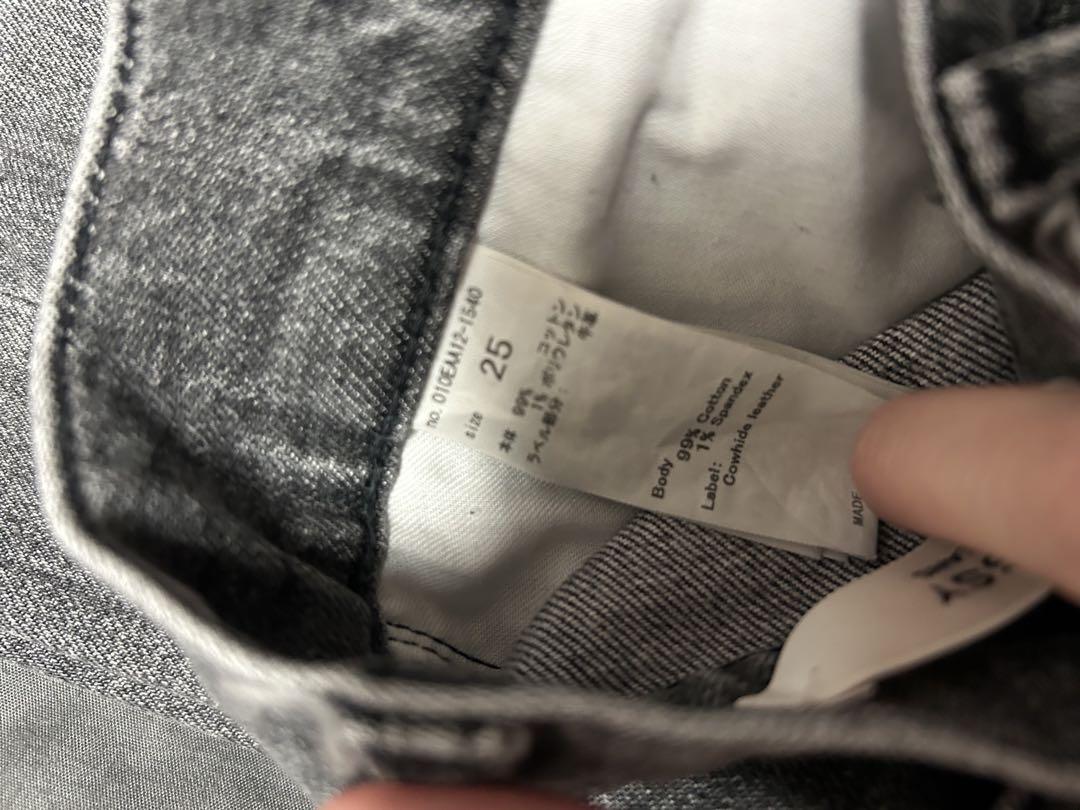 no. 010EAA12-1540
size 25
本体 99% コットン
1% ポリウレタン
ラベル部分: 牛革
Body
99% Cotton
1% Spandex
Label:
Cowhide leather
MADE